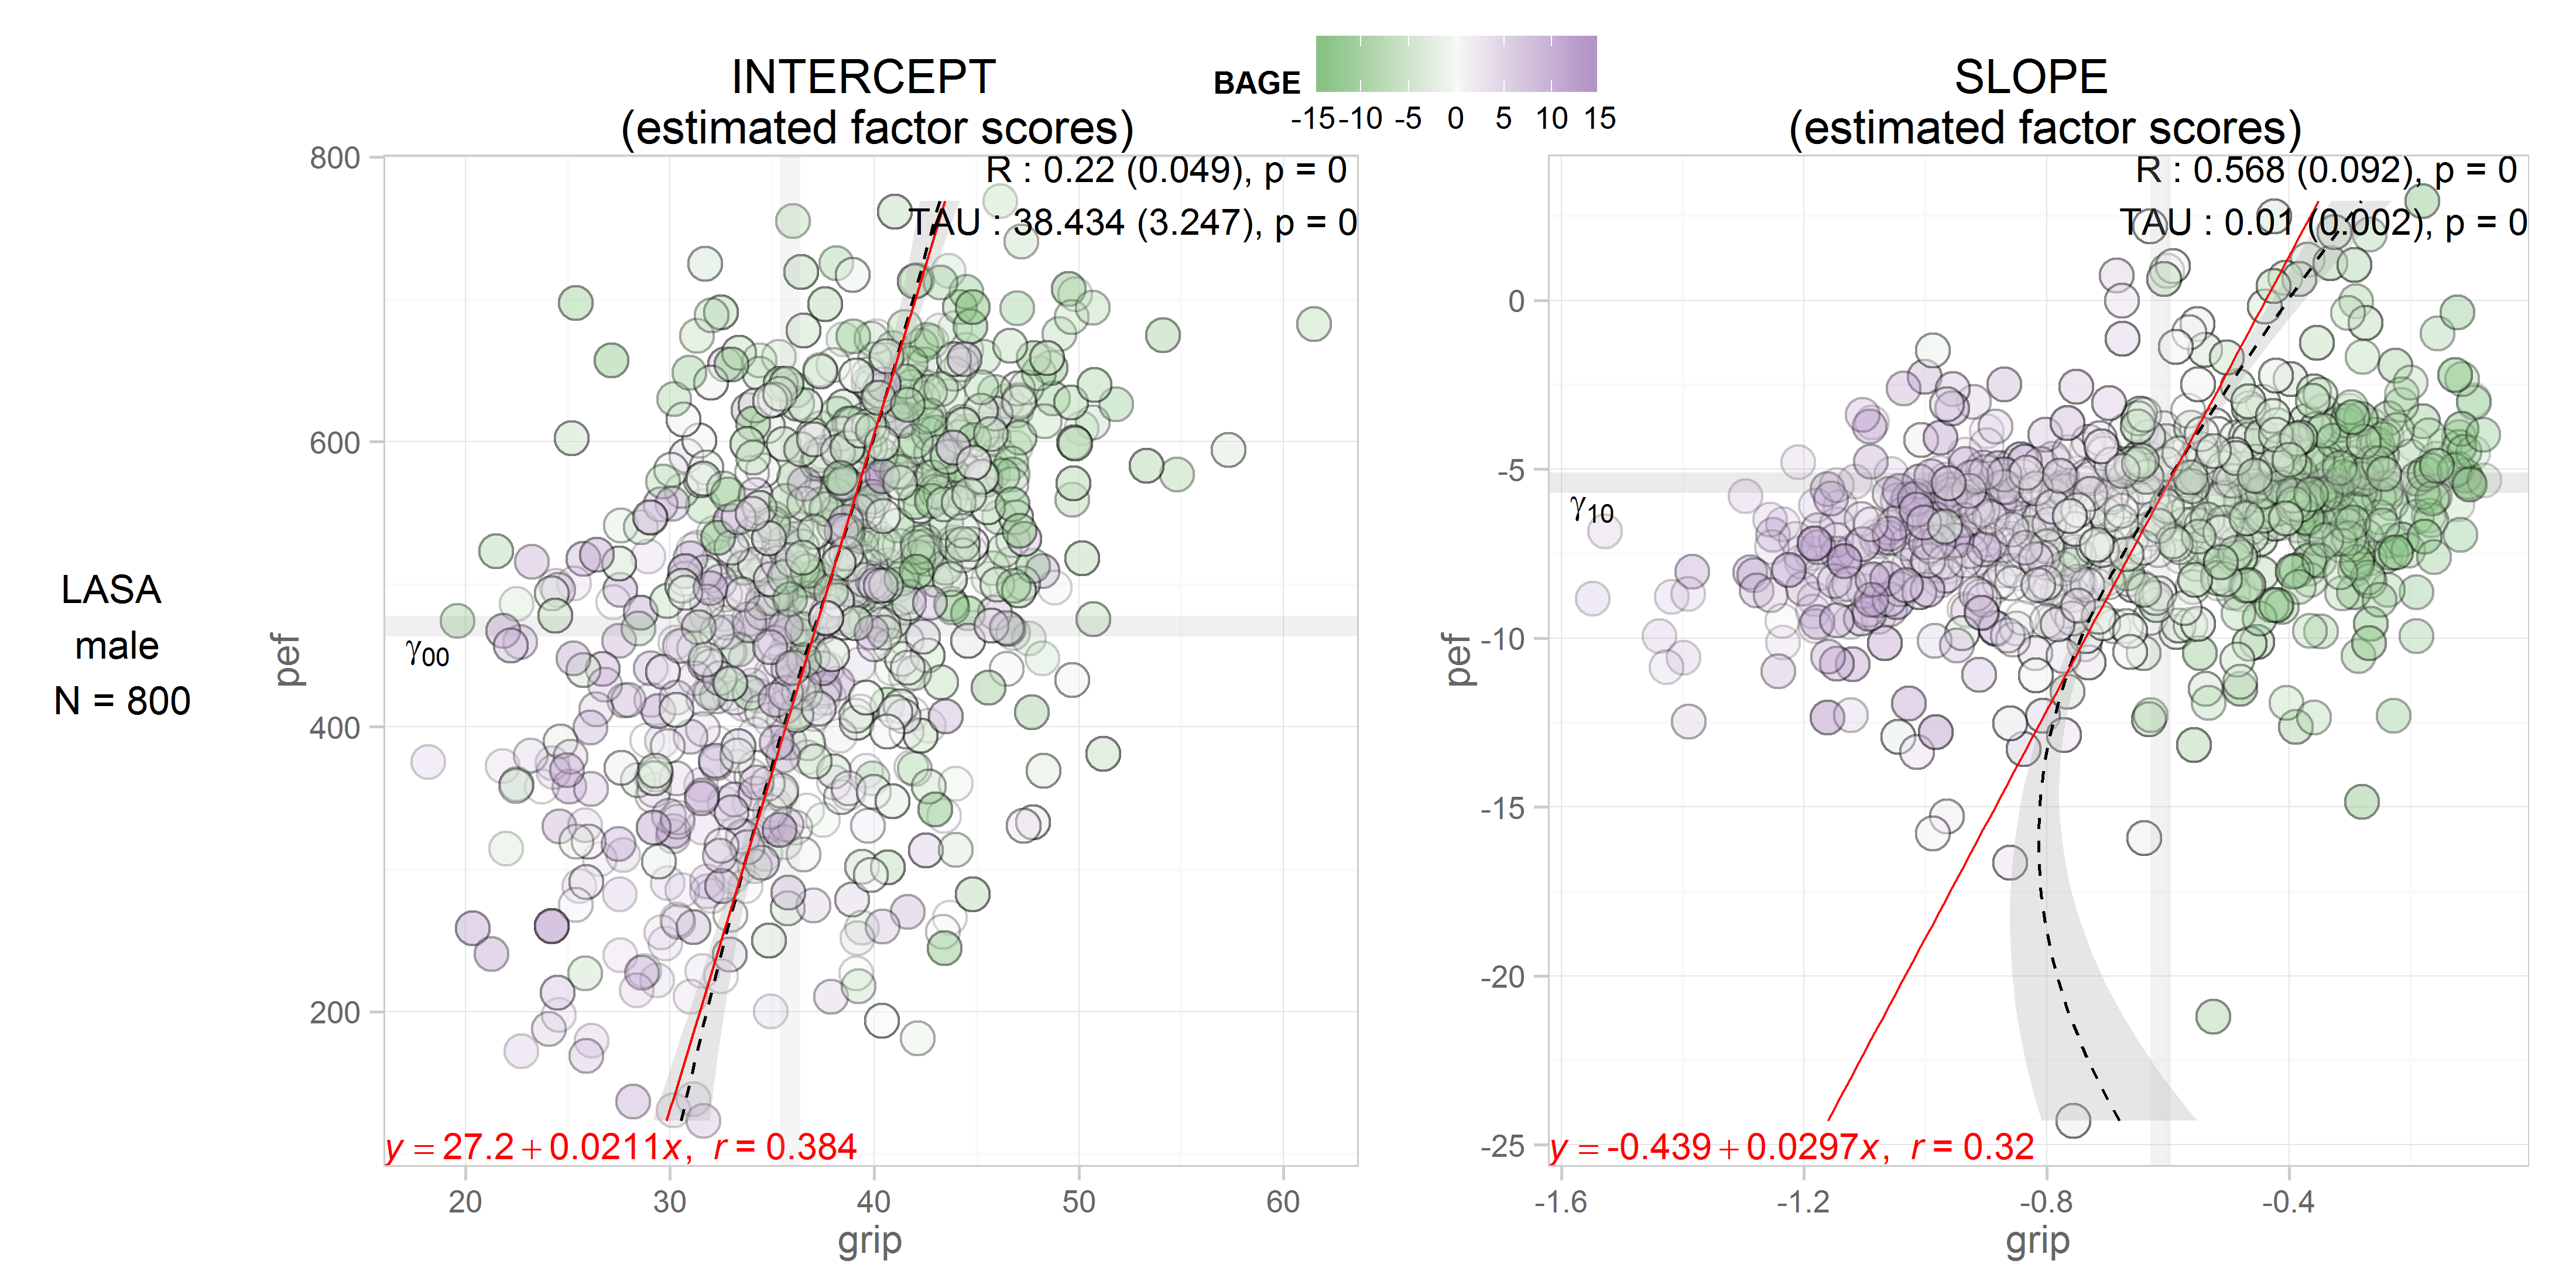 BAGE
-15 -10 -5 0 5 10 15
INTERCEPT
(estimated factor scores)
SLOPE
(estimated factor scores)
LASA
male
N = 800
R : 0.22 (0.049), p = 0
TAU : 38.434 (3.247), p = 0
800
600
400
200
pef
γ00
y = 27.2 + 0.0211x, r = 0.384
20 30 40 50 60
grip
R : 0.568 (0.092), p = 0
TAU : 0.01 (0.002), p = 0
0
-5
-10
-15
-20
-25
pef
γ10
y = -0.439 + 0.0297x, r = 0.32
-1.6 -1.2 -0.8 -0.4
grip